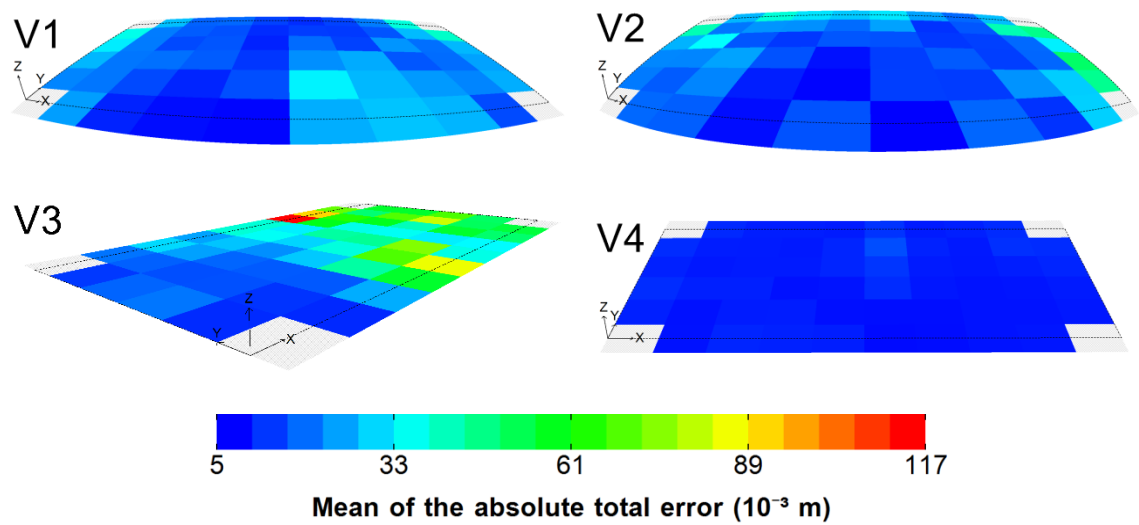 V1
Z
Y
X
V2
Z
Y
X
V3
Z
Y
X
V4
Z
Y
X
5 33 61 89 117
Mean of the absolute total error (10⁻³ m)